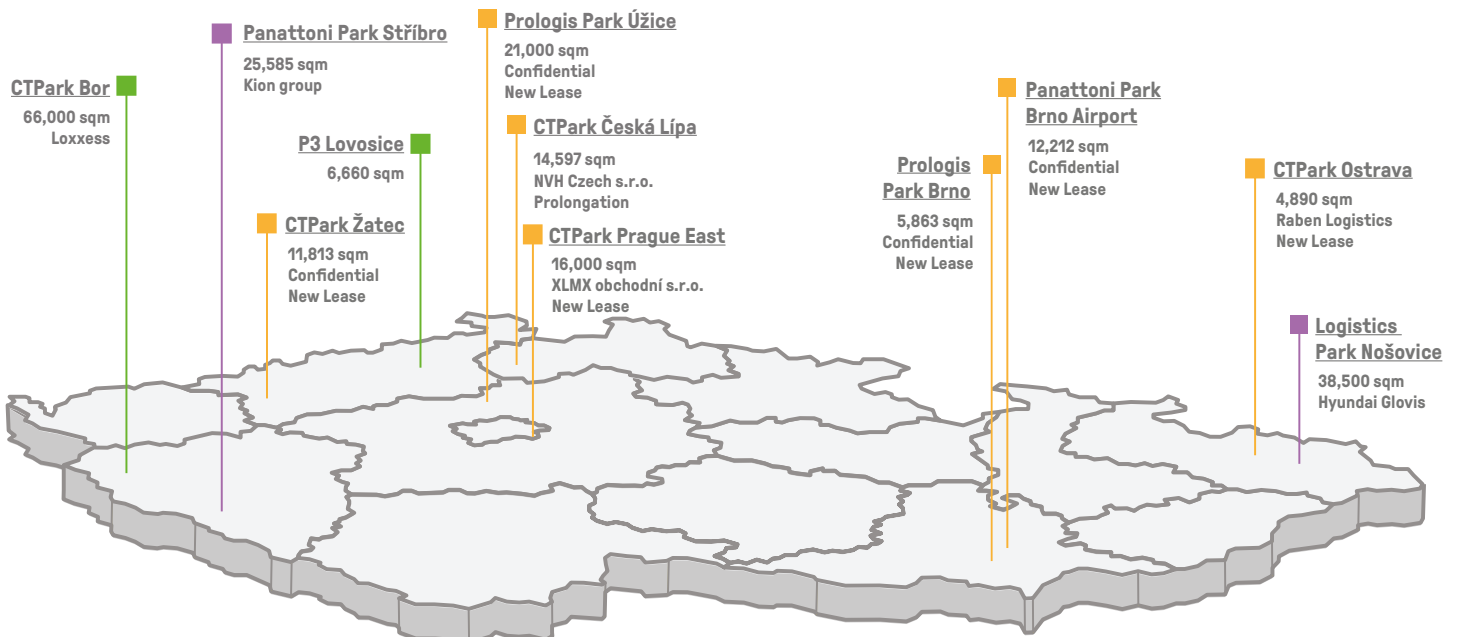 CTPark Bor
66,000 sqm
Loxxess
Panattoni Park Stříbro
25,585 sqm
Kion group
CTPark Žatec
11,813 sqm
Confidential
New Lease
P3 Lovosice
6,660 sqm
Prologis Park Úžice
21,000 sqm
Confidential
New Lease
CTPark Česká Lípa
14,597 sqm
NVH Czech s.r.o.
Prolongation
CTPark Prague East
16,000 sqm
XLMX obchodní s.r.o.
New Lease
Prologis
Park Brno
5,863 sqm
Confidential
New Lease
Panattoni Park
Brno Airport
12,212 sqm
Confidential
New Lease
CTPark Ostrava
4,890 sqm
Raben Logistics
New Lease
Logistics
Park Nošovice
38,500 sqm
Hyundai Glovis